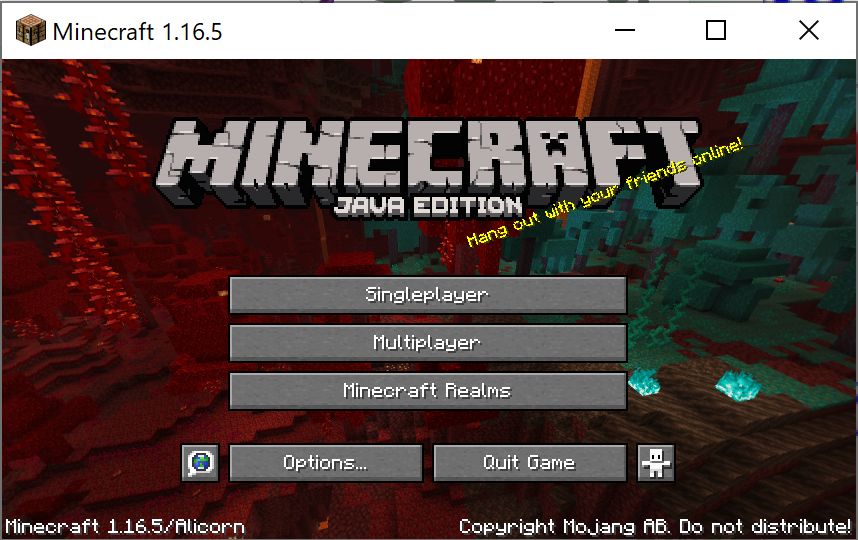 Minecraft 1.16.5
MINECRAFT
JAVA EDITION
Hang out with your friends online!
Singleplayer
Multiplayer
Minecraft Realms
Options...
Quit Game
Minecraft 1.16.5/Alicorn
Copyright Mojang AB. Do not distribute!